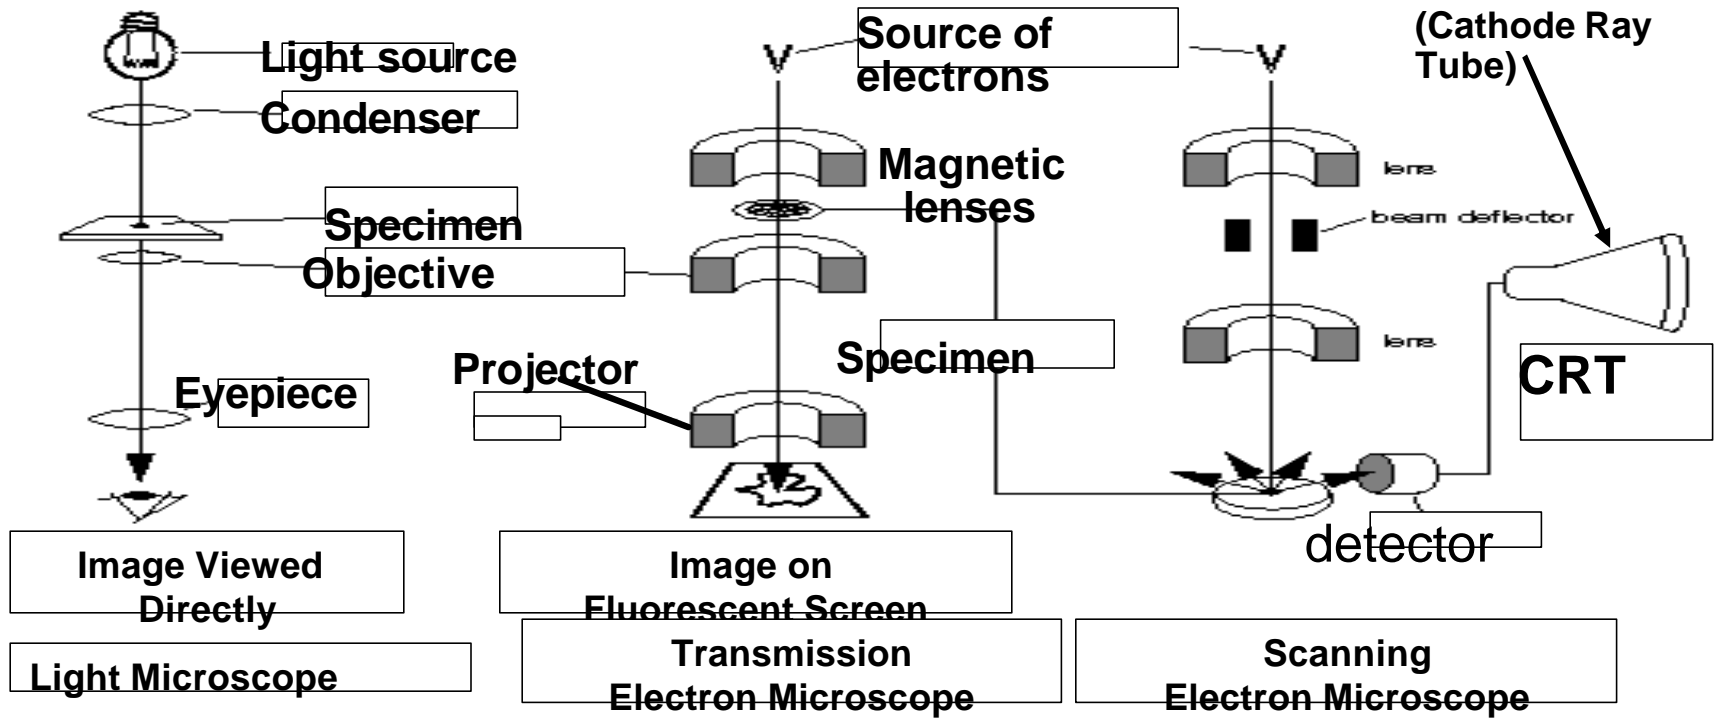 Light source
Condenser
Specimen
Objective
Eyepiece
Image Viewed
Directly
Light Microscope
Source of
electrons
Magnetic
lenses
Specimen
Projector
Image on
Fluorescent Screen
Transmission
Electron Microscope
(Cathode Ray
Tube)
lens
beam deflector
lens
CRT
detector
Scanning
Electron Microscope